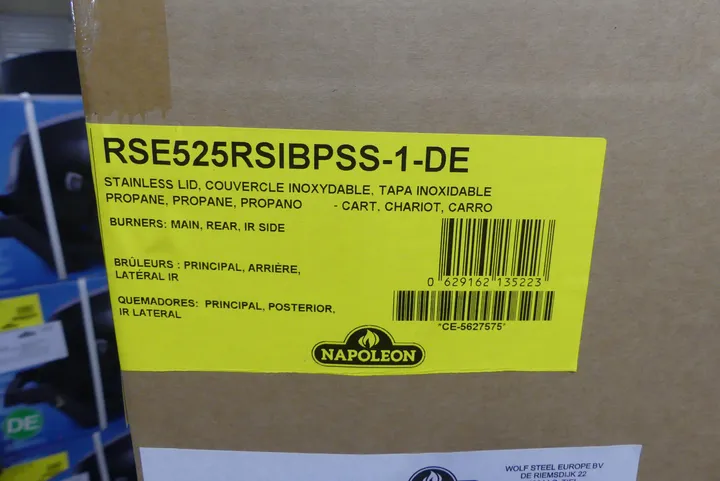 RSE525RSIBPSS-1-DE
STAINLESS LID, COUVERCLE INOXYDABLE, TAPA INOXIDABLE
PROPANE, PROPANE, PROPANO - CART, CHARIOT, CARRO
BURNERS: MAIN, REAR, IR SIDE
BRÛLEURS : PRINCIPAL, ARRIÈRE,
LATÉRAL IR
QUEMADORES: PRINCIPAL, POSTERIOR,
IR LATERAL
0 629162 135223
*CE-5627575*
NAPOLEON
DE
WOLF STEEL EUROPE BV
DE RIEMSDIJK 22